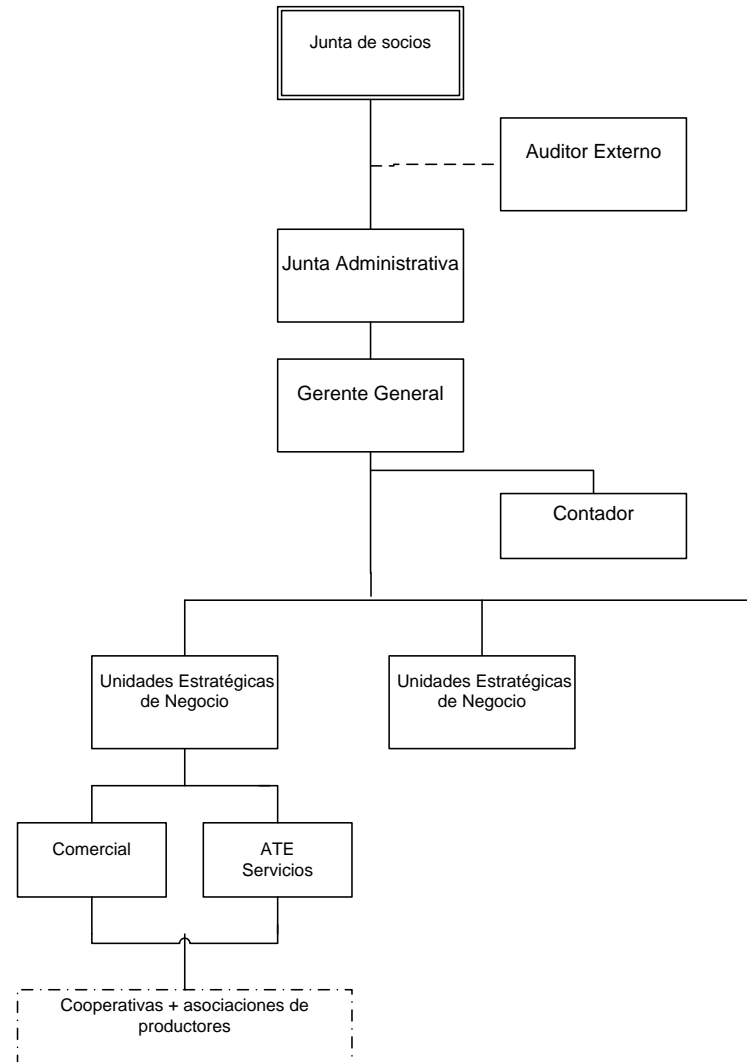 Junta de socios
Auditor Externo
Junta Administrativa
Gerente General
Contador
Unidades Estratégicas
de Negocio
Unidades Estratégicas
de Negocio
Comercial
ATE
Servicios
Cooperativas + asociaciones de
productores